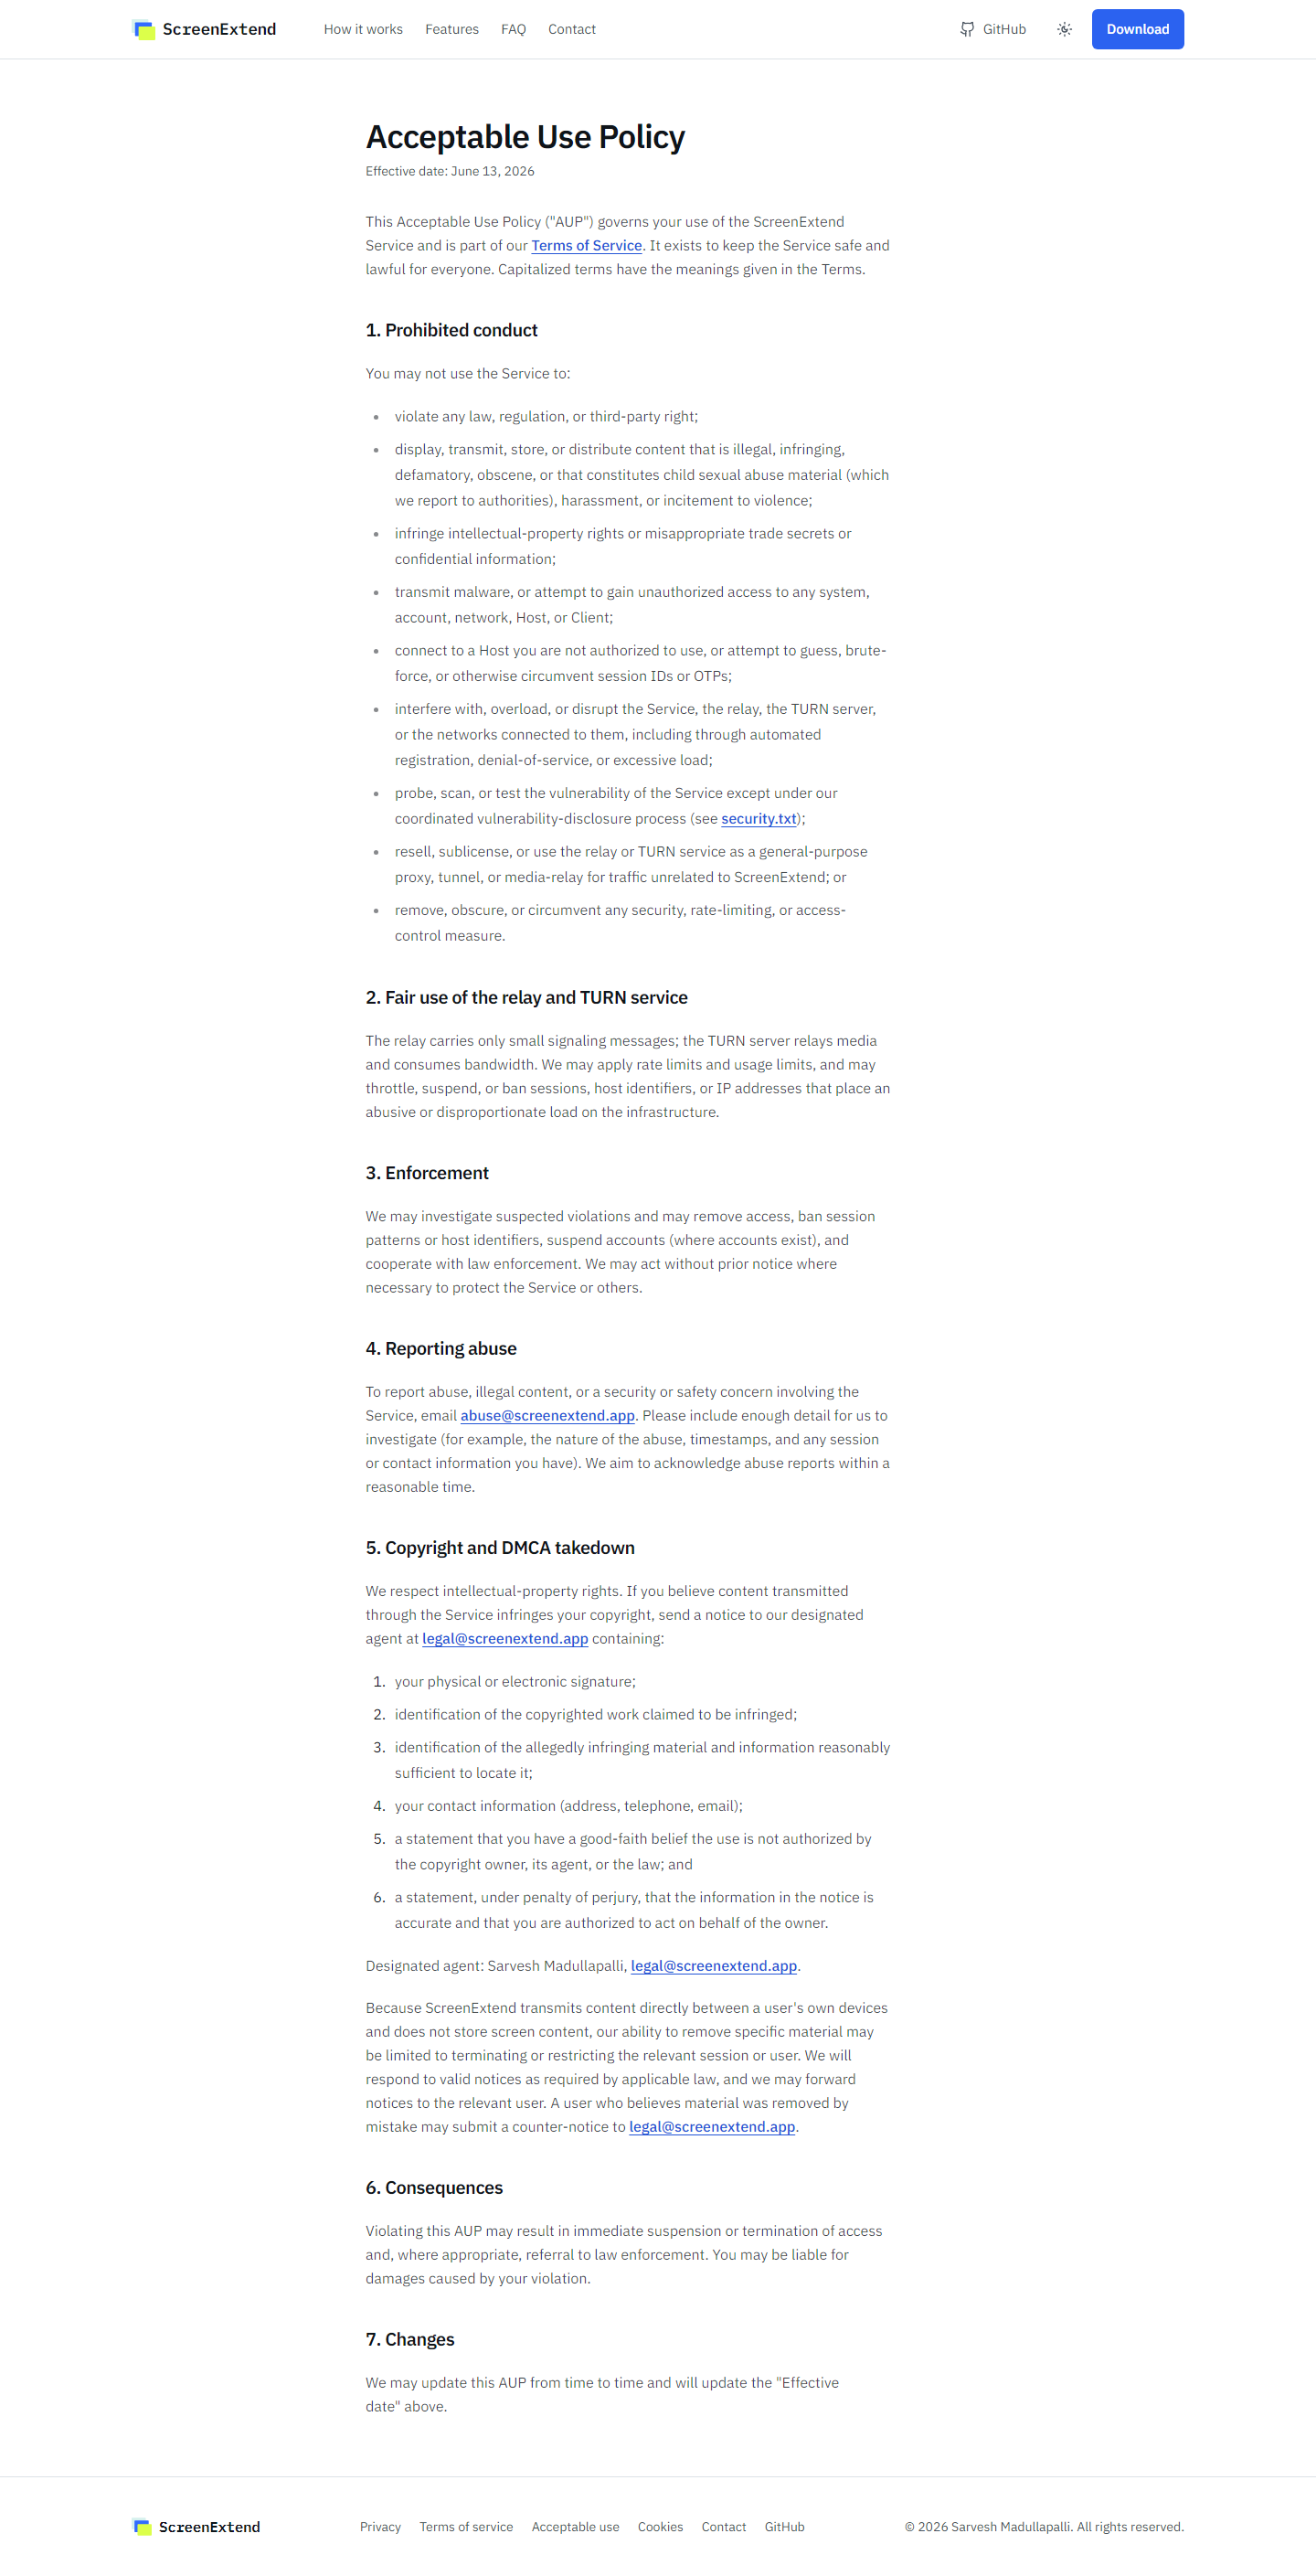 ScreenExtend
How it works
Features
FAQ
Contact
GitHub
Download
Acceptable Use Policy
Effective date: June 13, 2026
This Acceptable Use Policy ("AUP") governs your use of the ScreenExtend
Service and is part of our Terms of Service. It exists to keep the Service safe and
lawful for everyone. Capitalized terms have the meanings given in the Terms.
1. Prohibited conduct
You may not use the Service to:
• violate any law, regulation, or third-party right;
• display, transmit, store, or distribute content that is illegal, infringing,
defamatory, obscene, or that constitutes child sexual abuse material (which
we report to authorities), harassment, or incitement to violence;
• infringe intellectual-property rights or misappropriate trade secrets or
confidential information;
• transmit malware, or attempt to gain unauthorized access to any system,
account, network, Host, or Client;
• connect to a Host you are not authorized to use, or attempt to guess, brute-
force, or otherwise circumvent session IDs or OTPs;
• interfere with, overload, or disrupt the Service, the relay, the TURN server,
or the networks connected to them, including through automated
registration, denial-of-service, or excessive load;
• probe, scan, or test the vulnerability of the Service except under our
coordinated vulnerability-disclosure process (see security.txt);
• resell, sublicense, or use the relay or TURN service as a general-purpose
proxy, tunnel, or media-relay for traffic unrelated to ScreenExtend; or
• remove, obscure, or circumvent any security, rate-limiting, or access-
control measure.
2. Fair use of the relay and TURN service
The relay carries only small signaling messages; the TURN server relays media
and consumes bandwidth. We may apply rate limits and usage limits, and may
throttle, suspend, or ban sessions, host identifiers, or IP addresses that place an
abusive or disproportionate load on the infrastructure.
3. Enforcement
We may investigate suspected violations and may remove access, ban session
patterns or host identifiers, suspend accounts (where accounts exist), and
cooperate with law enforcement. We may act without prior notice where
necessary to protect the Service or others.
4. Reporting abuse
To report abuse, illegal content, or a security or safety concern involving the
Service, email abuse@screenextend.app. Please include enough detail for us to
investigate (for example, the nature of the abuse, timestamps, and any session
or contact information you have). We aim to acknowledge abuse reports within a
reasonable time.
5. Copyright and DMCA takedown
We respect intellectual-property rights. If you believe content transmitted
through the Service infringes your copyright, send a notice to our designated
agent at legal@screenextend.app containing:
1. your physical or electronic signature;
2. identification of the copyrighted work claimed to be infringed;
3. identification of the allegedly infringing material and information reasonably
sufficient to locate it;
4. your contact information (address, telephone, email);
5. a statement that you have a good-faith belief the use is not authorized by
the copyright owner, its agent, or the law; and
6. a statement, under penalty of perjury, that the information in the notice is
accurate and that you are authorized to act on behalf of the owner.
Designated agent: Sarvesh Madullapalli, legal@screenextend.app.
Because ScreenExtend transmits content directly between a user's own devices
and does not store screen content, our ability to remove specific material may
be limited to terminating or restricting the relevant session or user. We will
respond to valid notices as required by applicable law, and we may forward
notices to the relevant user. A user who believes material was removed by
mistake may submit a counter-notice to legal@screenextend.app.
6. Consequences
Violating this AUP may result in immediate suspension or termination of access
and, where appropriate, referral to law enforcement. You may be liable for
damages caused by your violation.
7. Changes
We may update this AUP from time to time and will update the "Effective
date" above.
ScreenExtend
Privacy
Terms of service
Acceptable use
Cookies
Contact
GitHub
© 2026 Sarvesh Madullapalli. All rights reserved.